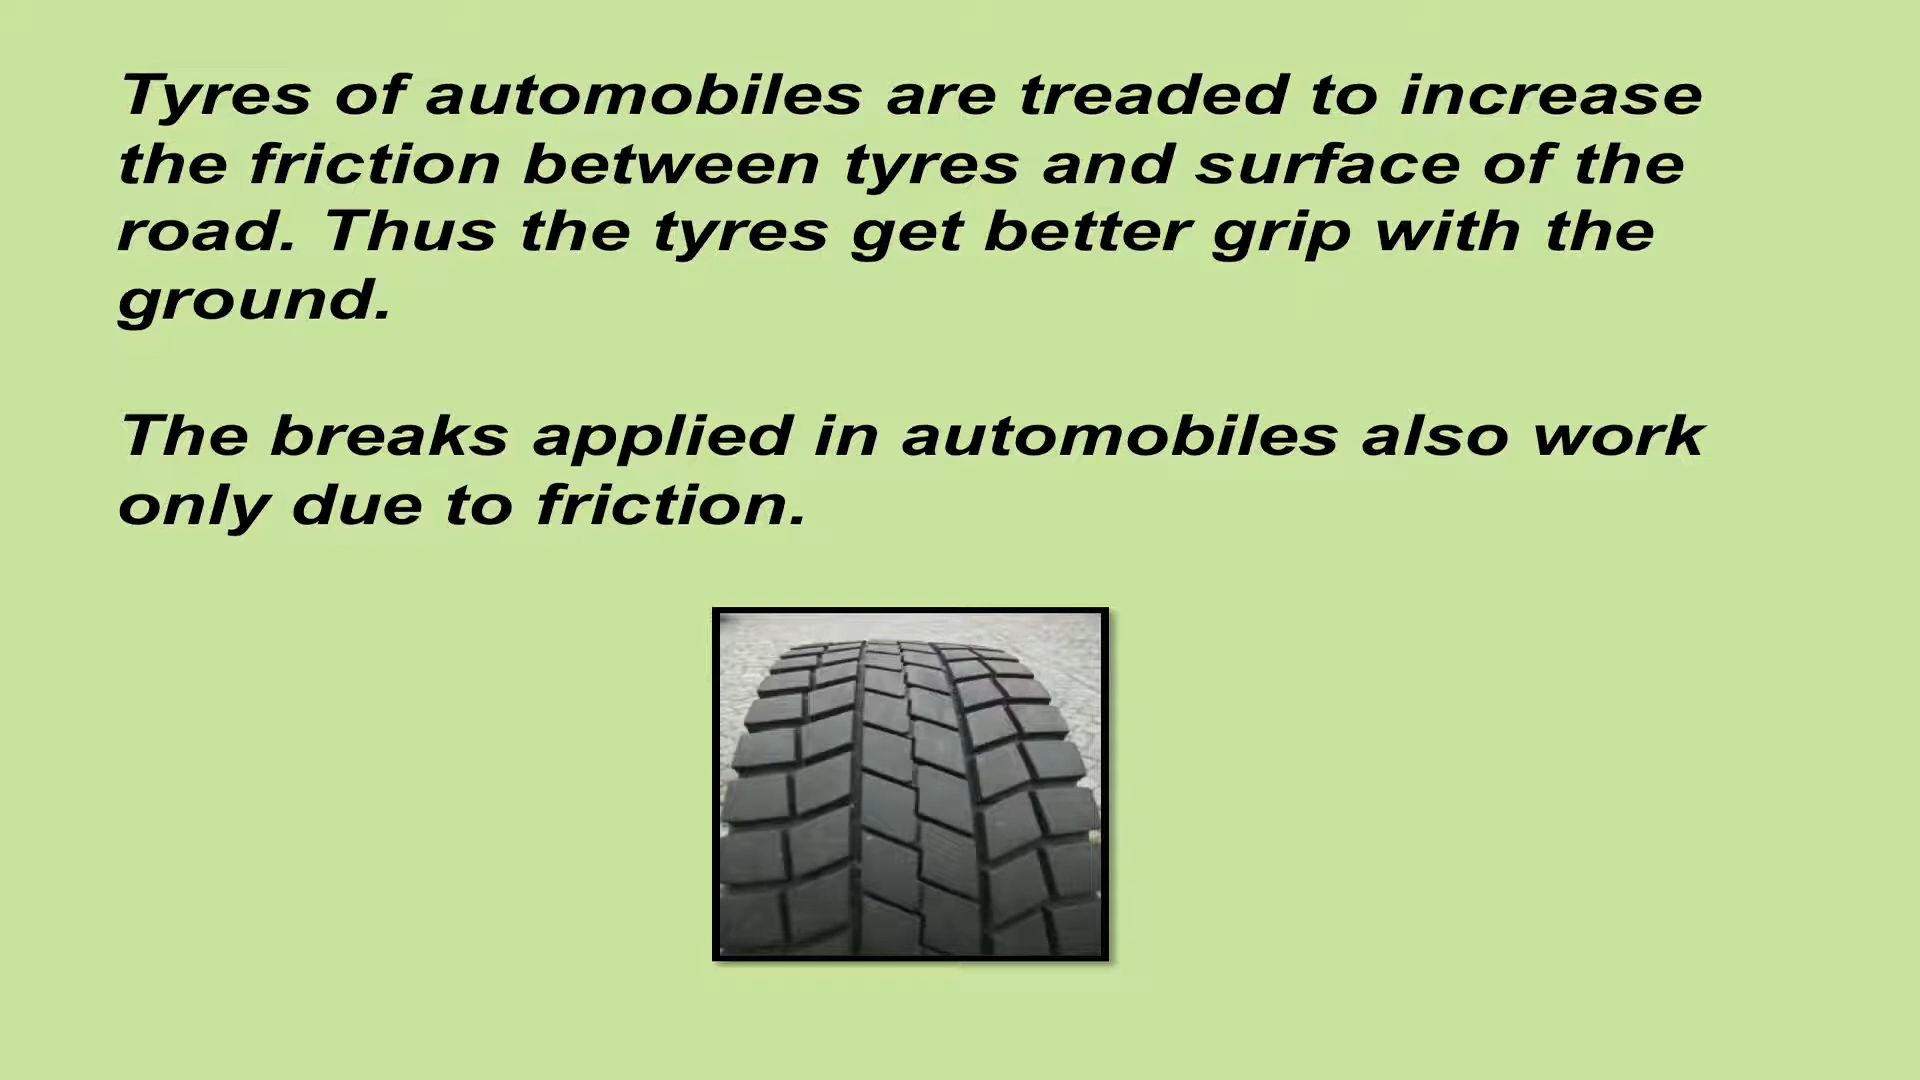 Tyres of automobiles are treaded to increase
the friction between tyres and surface of the
road. Thus the tyres get better grip with the
ground.
The breaks applied in automobiles also work
only due to friction.